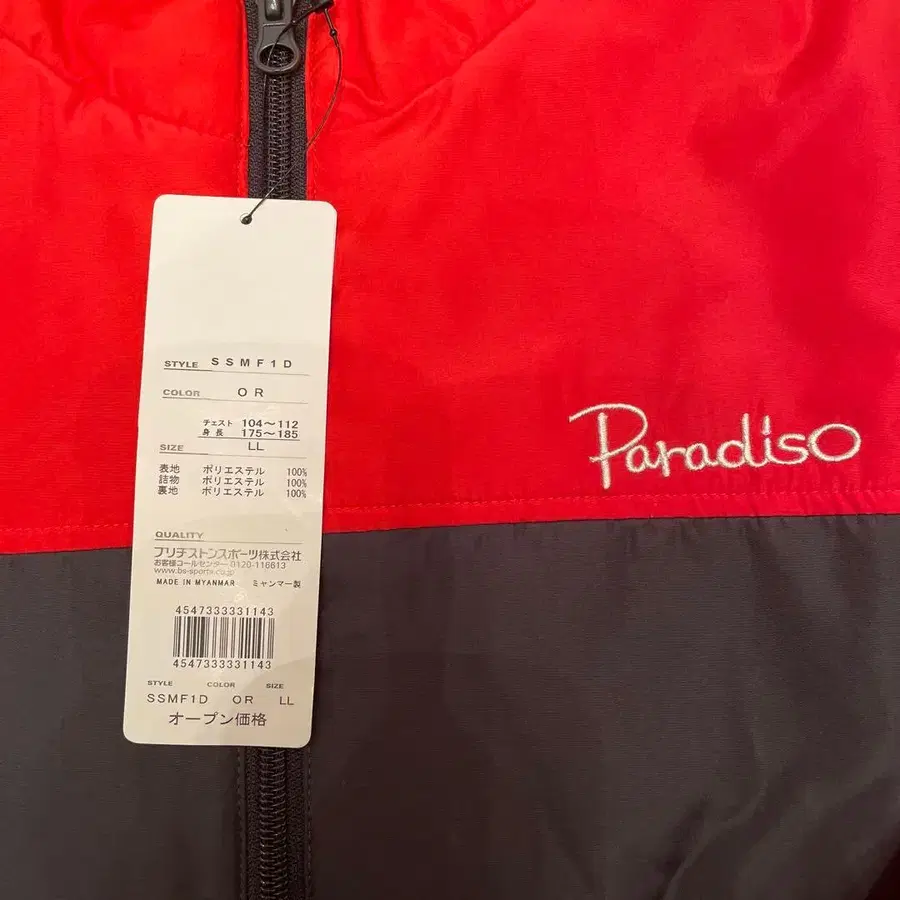 STYLE SSMF1D
COLOR OR
チェスト 104～112
身長 175～185
SIZE LL
表地 ポリエステル 100%
詰物 ポリエステル 100%
裏地 ポリエステル 100%
QUALITY
ブリヂストンスポーツ株式会社
お客様コールセンター 0120-116613
www.bs-sports.co.jp
MADE IN MYANMAR ミャンマー製
4547333331143
4547333331143
STYLE COLOR SIZE
SSMF1D OR LL
オープン価格
Paradiso